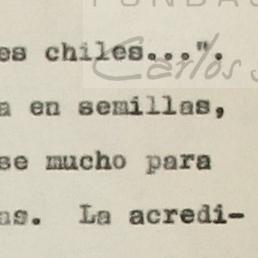 FUNDAC
Carlos S
es chiles...".
a en semillas,
se mucho para
as. La acredi-